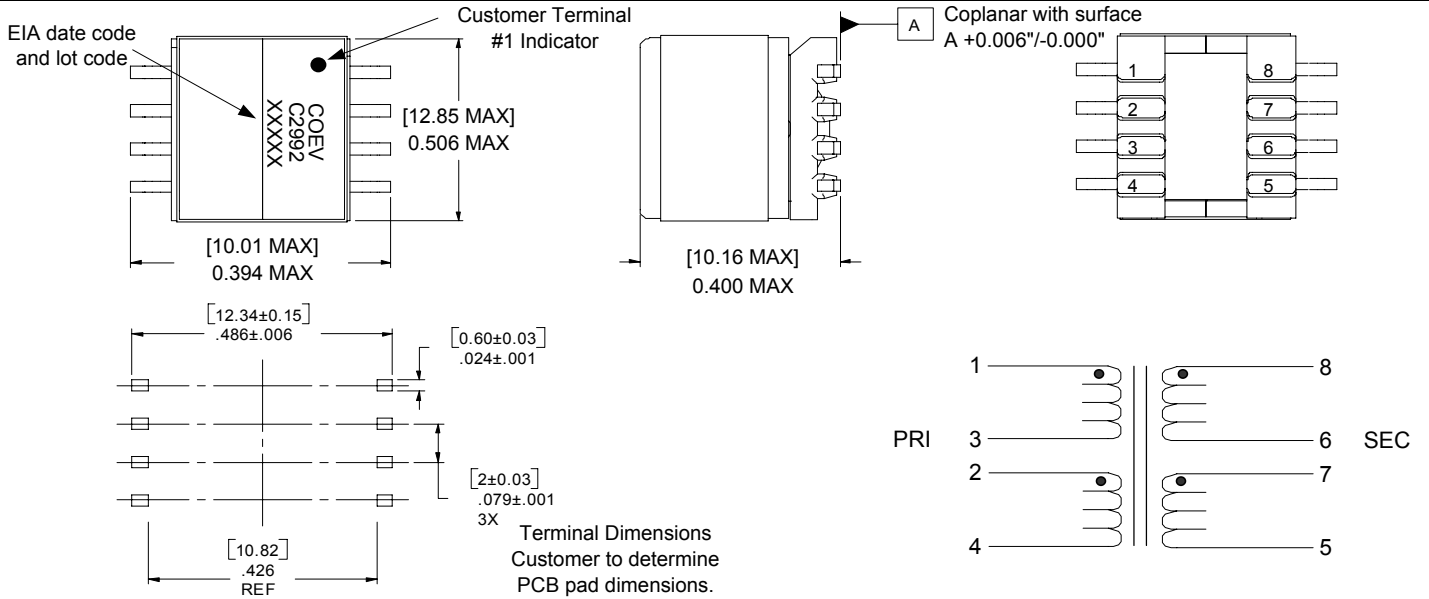 EIA date code
and lot code
Customer Terminal
#1 Indicator
COEV
C2992
XXXXX
[12.85 MAX]
0.506 MAX
[10.01 MAX]
0.394 MAX
A
Coplanar with surface
A +0.006"/-0.000"
[10.16 MAX]
0.400 MAX
1
2
3
4
8
7
6
5
[12.34±0.15]
.486±.006
[0.60±0.03]
.024±.001
[2±0.03]
.079±.001
3X
[10.82]
.426
REF
Terminal Dimensions
Customer to determine
PCB pad dimensions.
1
PRI 3
2
4
8
6 SEC
7
5